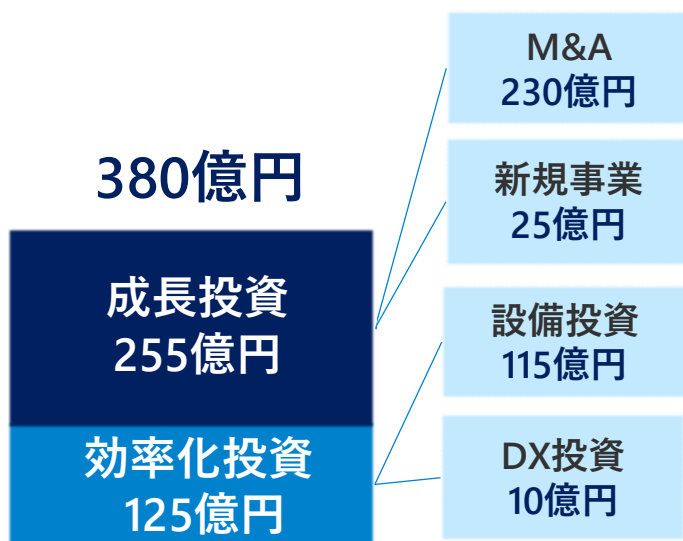 380億円
成長投資
255億円
効率化投資
125億円
M&A
230億円
新規事業
25億円
設備投資
115億円
DX投資
10億円